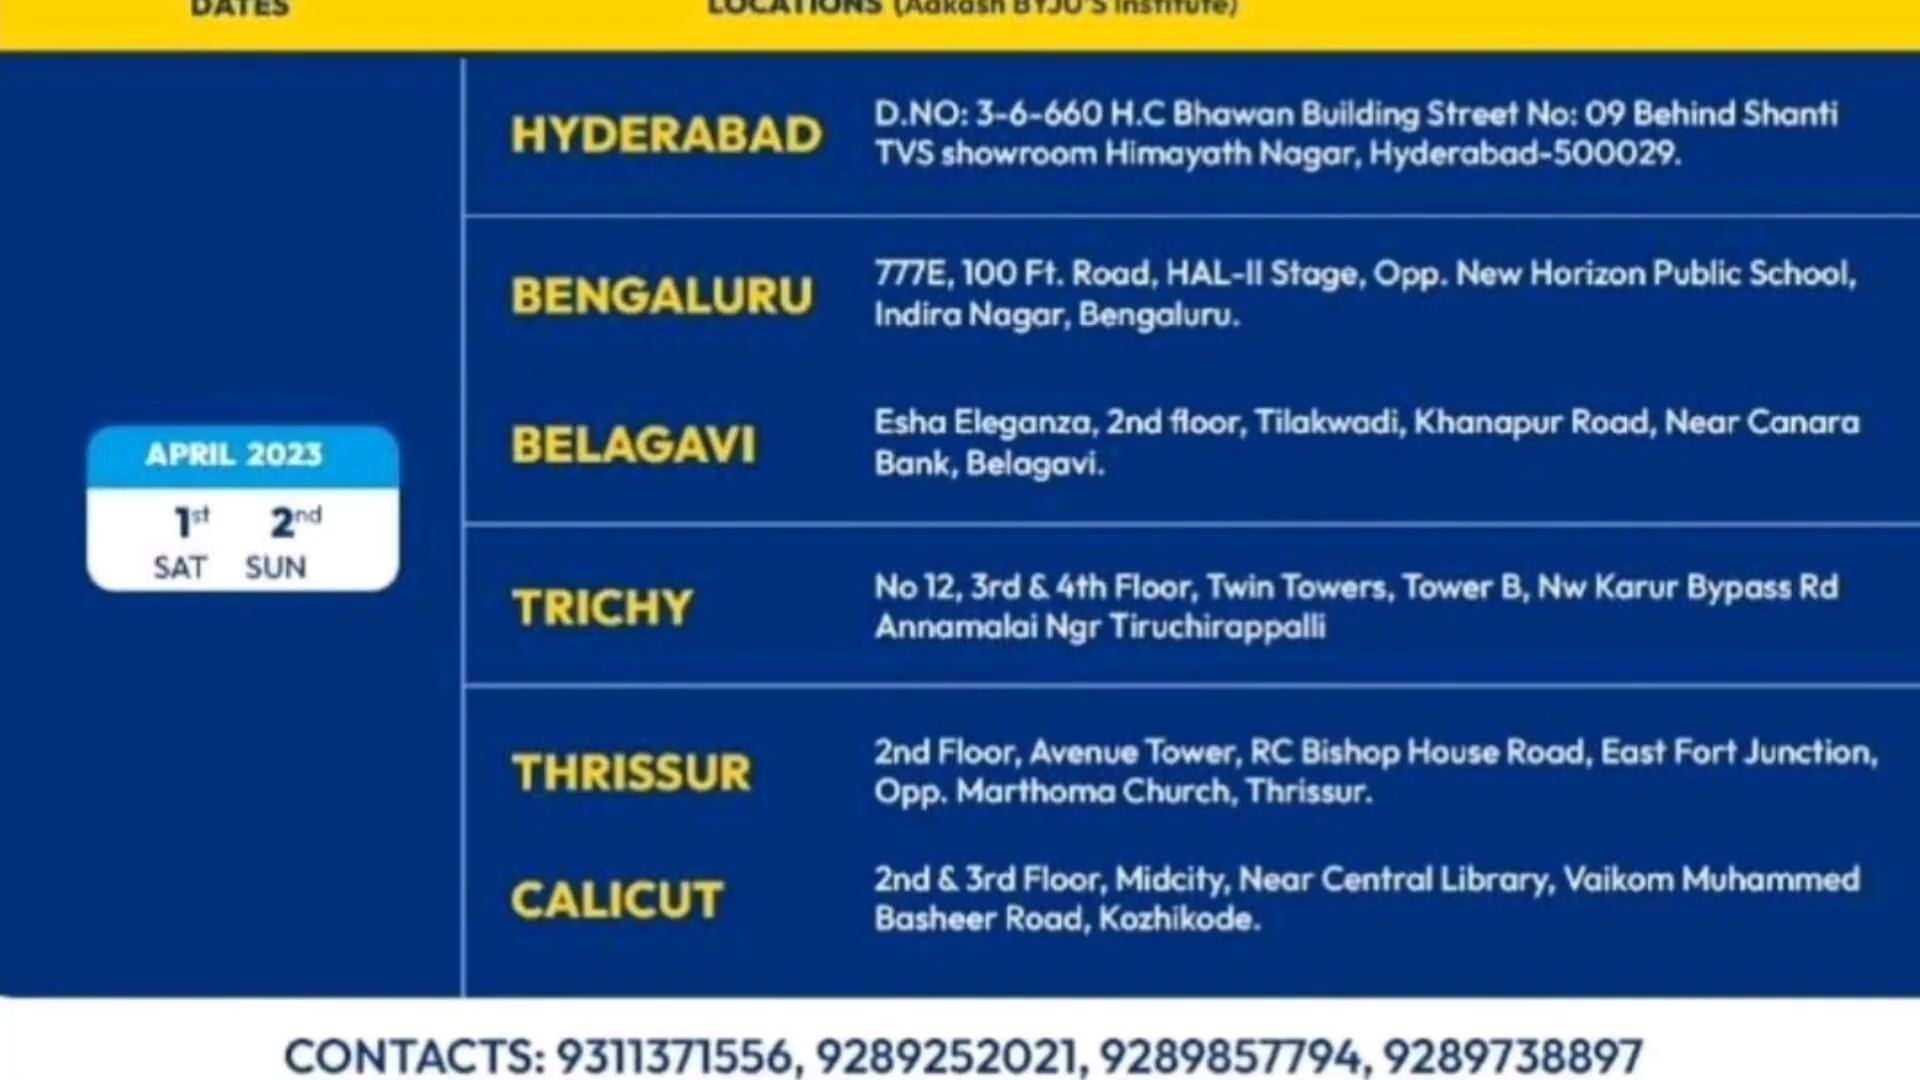 DATES
LOCATIONS (Aakash BYJU'S Institute)
HYDERABAD
D.NO: 3-6-660 H.C Bhawan Building Street No: 09 Behind Shanti
TVS showroom Himayath Nagar, Hyderabad-500029.
BENGALURU
777E, 100 Ft. Road, HAL-II Stage, Opp. New Horizon Public School,
Indira Nagar, Bengaluru.
BELAGAVI
Esha Eleganza, 2nd floor, Tilakwadi, Khanapur Road, Near Canara
Bank, Belagavi.
APRIL 2023
1st 2nd
SAT SUN
TRICHY
No 12, 3rd & 4th Floor, Twin Towers, Tower B, Nw Karur Bypass Rd
Annamalai Ngr Tiruchirappalli
THRISSUR
2nd Floor, Avenue Tower, RC Bishop House Road, East Fort Junction,
Opp. Marthoma Church, Thrissur.
CALICUT
2nd & 3rd Floor, Midcity, Near Central Library, Vaikom Muhammed
Basheer Road, Kozhikode.
CONTACTS: 9311371556, 9289252021, 9289857794, 9289738897